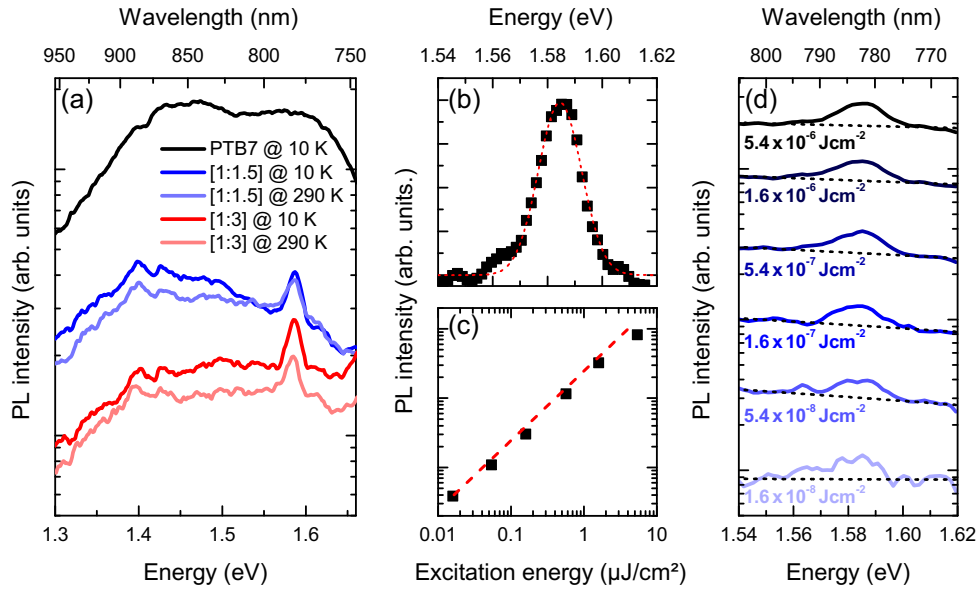 Wavelength (nm)
950 900 850 800 750
(a)
PTB7 @ 10 K
[1:1.5] @ 10 K
[1:1.5] @ 290 K
[1:3] @ 10 K
[1:3] @ 290 K
PL intensity (arb. units)
1.3 1.4 1.5 1.6
Energy (eV)
Energy (eV)
1.54 1.56 1.58 1.60 1.62
(b)
PL intensity (arb. units.)
(c)
0.01 0.1 1 10
Excitation energy (µJ/cm²)
Wavelength (nm)
800 790 780 770
(d)
5.4 x 10⁻⁶ Jcm⁻²
1.6 x 10⁻⁶ Jcm⁻²
5.4 x 10⁻⁷ Jcm⁻²
1.6 x 10⁻⁷ Jcm⁻²
5.4 x 10⁻⁸ Jcm⁻²
1.6 x 10⁻⁸ Jcm⁻²
PL intensity (arb. units)
1.54 1.56 1.58 1.60 1.62
Energy (eV)